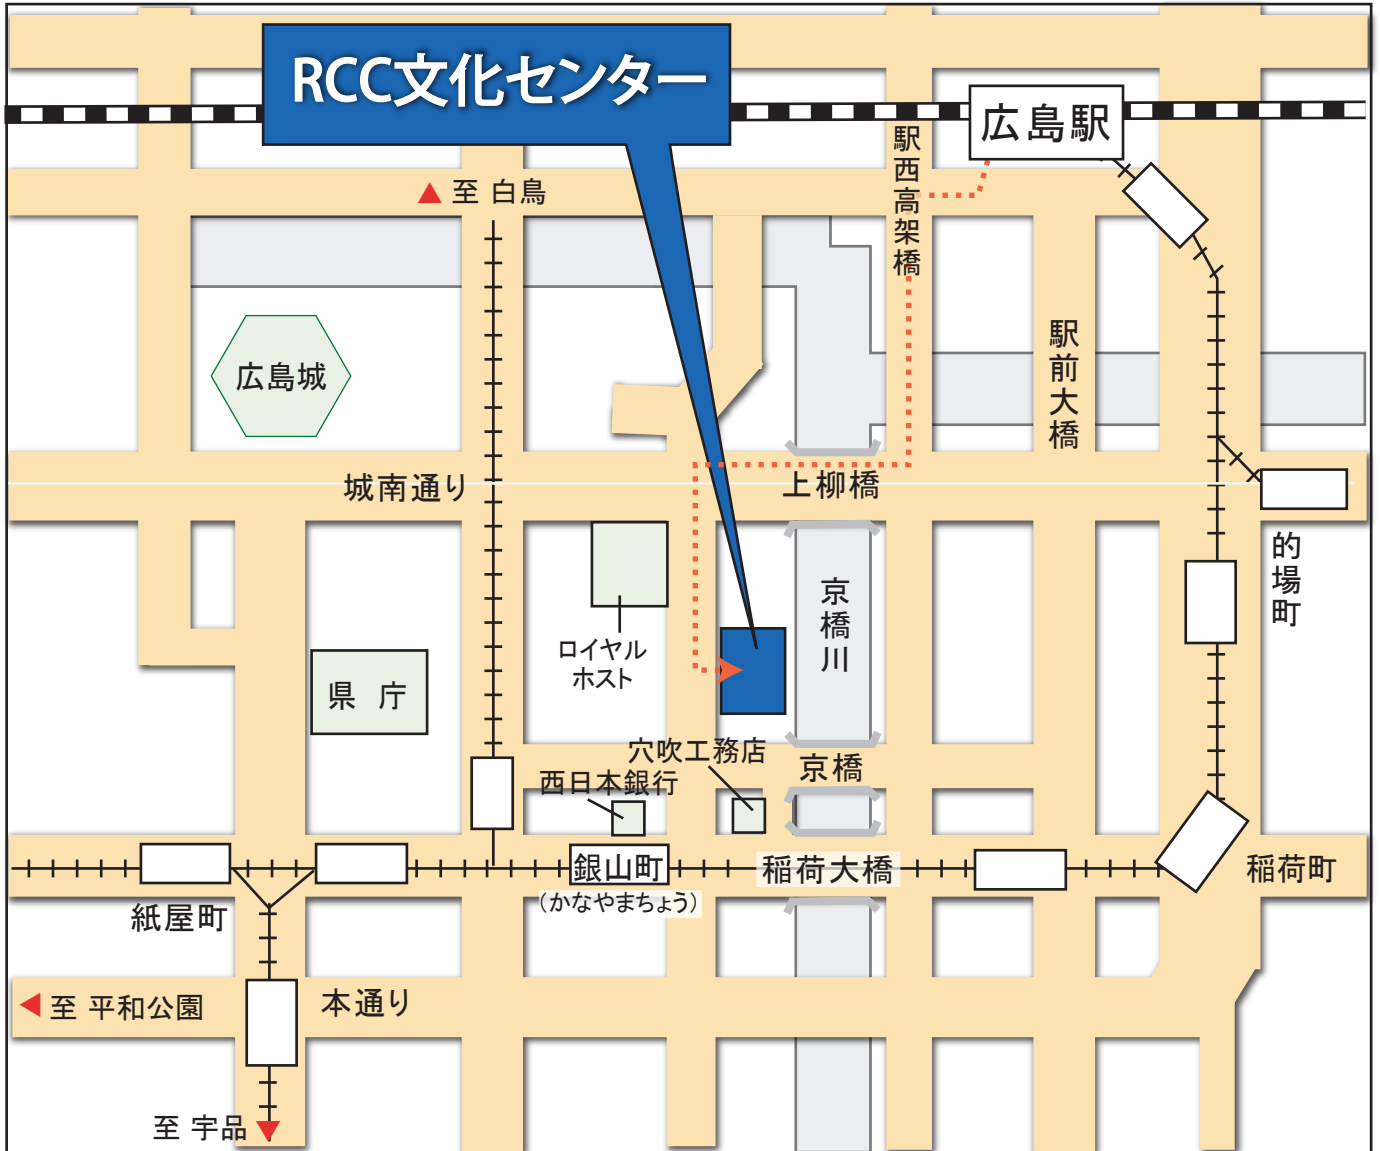 RCC文化センター
広島駅
駅西高架橋
至 白鳥
駅前大橋
広島城
城南通り
上柳橋
的場町
京橋川
ロイヤル
ホスト
県 庁
穴吹工務店
京橋
西日本銀行
銀山町
(かなやまちょう)
稲荷大橋
稲荷町
紙屋町
至 平和公園
本通り
至 宇品